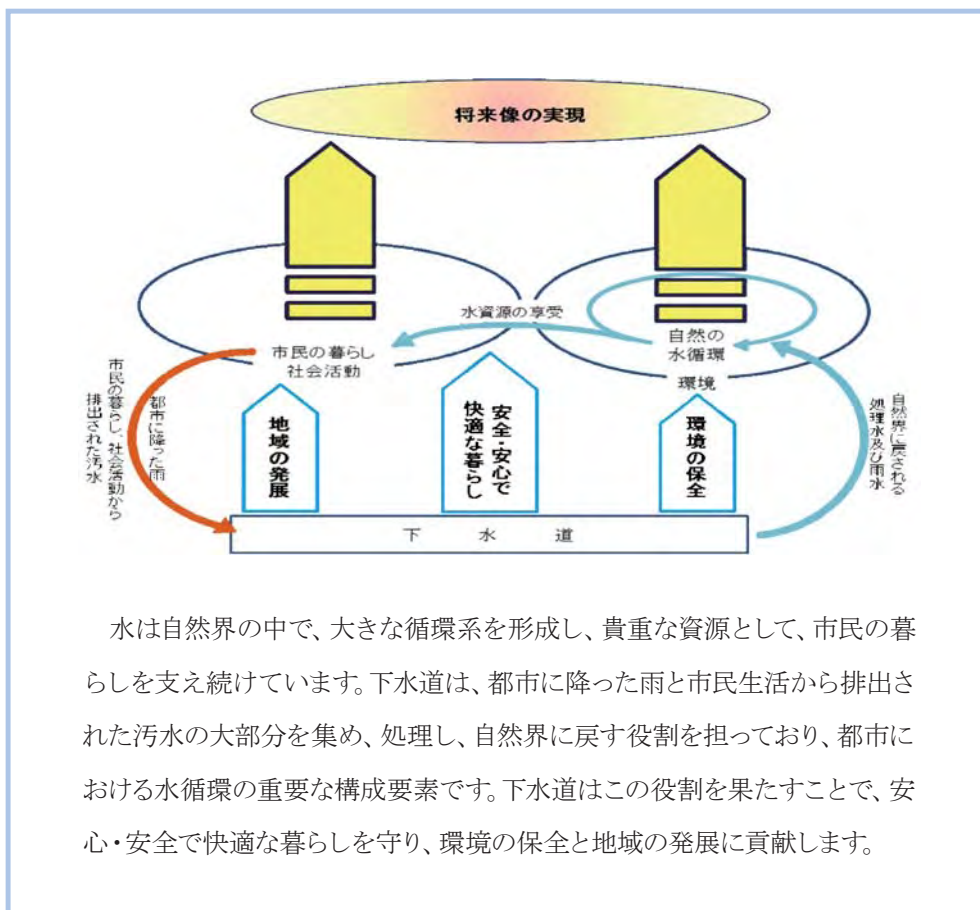 将来像の実現
水資源の享受
自然の
水循環
市民の暮らし
社会活動
環境
地域の発展
安全・安心で
快適な暮らし
環境の保全
都市に降った雨
市民の暮らし、社会活動から
排出された汚水
自然界に戻される
処理水及び雨水
下水道
水は自然界の中で、大きな循環系を形成し、貴重な資源として、市民の暮
らしを支え続けています。下水道は、都市に降った雨と市民生活から排出さ
れた汚水の大部分を集め、処理し、自然界に戻す役割を担っており、都市に
おける水循環の重要な構成要素です。下水道はこの役割を果たすことで、安
心・安全で快適な暮らしを守り、環境の保全と地域の発展に貢献します。